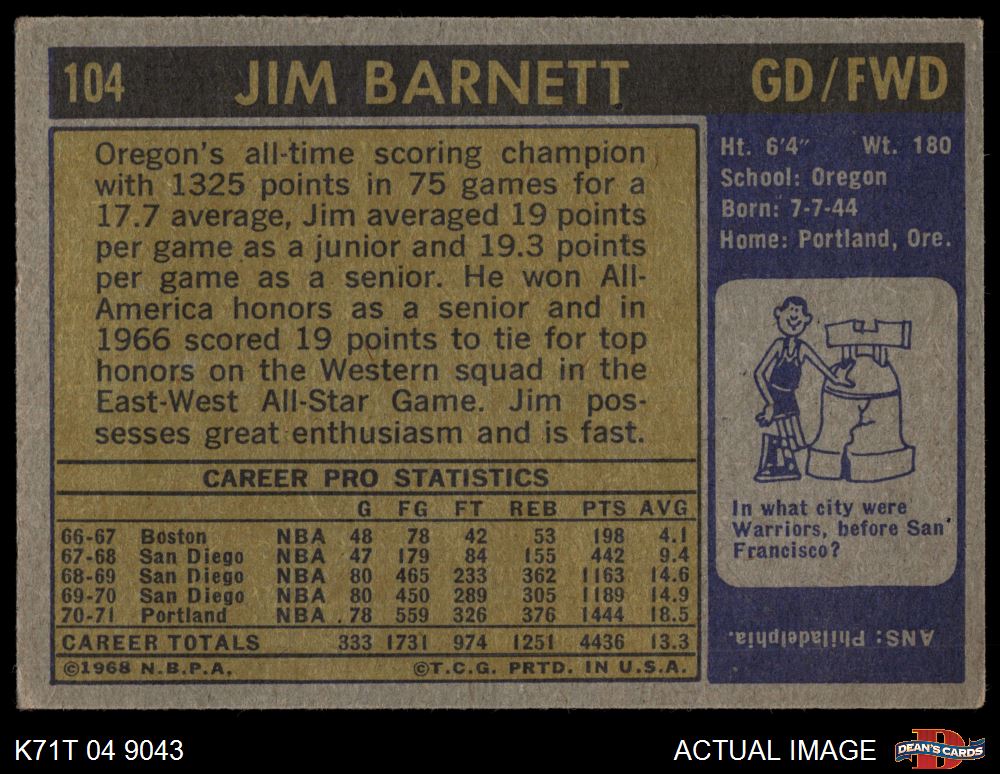 104 JIM BARNETT GD/FWD
Oregon's all-time scoring champion
with 1325 points in 75 games for a
17.7 average, Jim averaged 19 points
per game as a junior and 19.3 points
per game as a senior. He won All-
America honors as a senior and in
1966 scored 19 points to tie for top
honors on the Western squad in the
East-West All-Star Game. Jim pos-
sesses great enthusiasm and is fast.
CAREER PRO STATISTICS
G FG FT REB PTS AVG
66-67 Boston NBA 48 78 42 53 198 4.1
67-68 San Diego NBA 47 179 84 155 442 9.4
68-69 San Diego NBA 80 465 233 362 1163 14.6
69-70 San Diego NBA 80 450 289 305 1189 14.9
70-71 Portland NBA 78 559 326 376 1444 18.5
CAREER TOTALS 333 1731 974 1251 4436 13.3
©1968 N.B.P.A. ©T.C.G. PRTD. IN U.S.A.
Ht. 6'4" Wt. 180
School: Oregon
Born: 7-7-44
Home: Portland, Ore.
In what city were
Warriors, before San
Francisco?
ANS: Philadelphia.
K71T 04 9043
ACTUAL IMAGE
D
DEAN'S CARDS